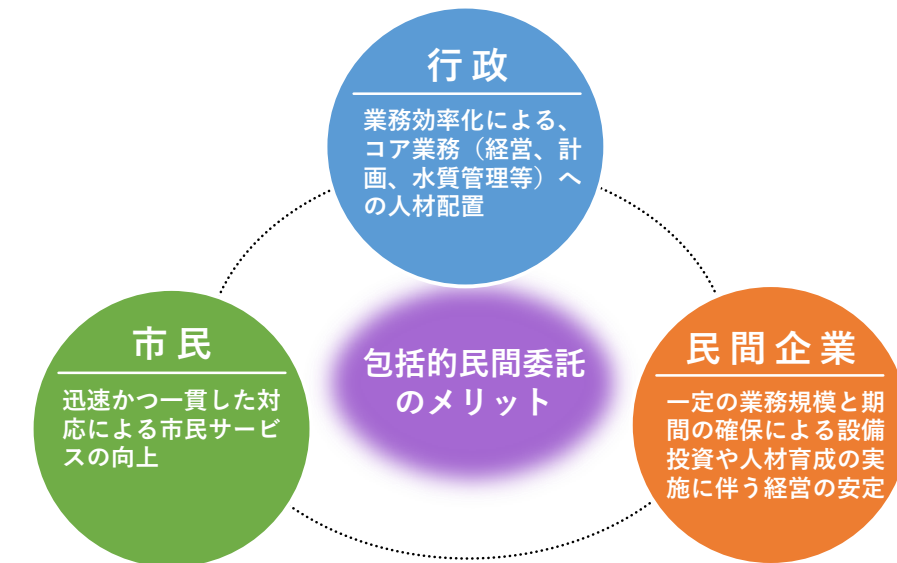 行政
業務効率化による、
コア業務（経営、計
画、水質管理等）へ
の人材配置
包括的民間委託
のメリット
市民
迅速かつ一貫した対
応による市民サービ
スの向上
民間企業
一定の業務規模と期
間の確保による設備
投資や人材育成の実
施に伴う経営の安定